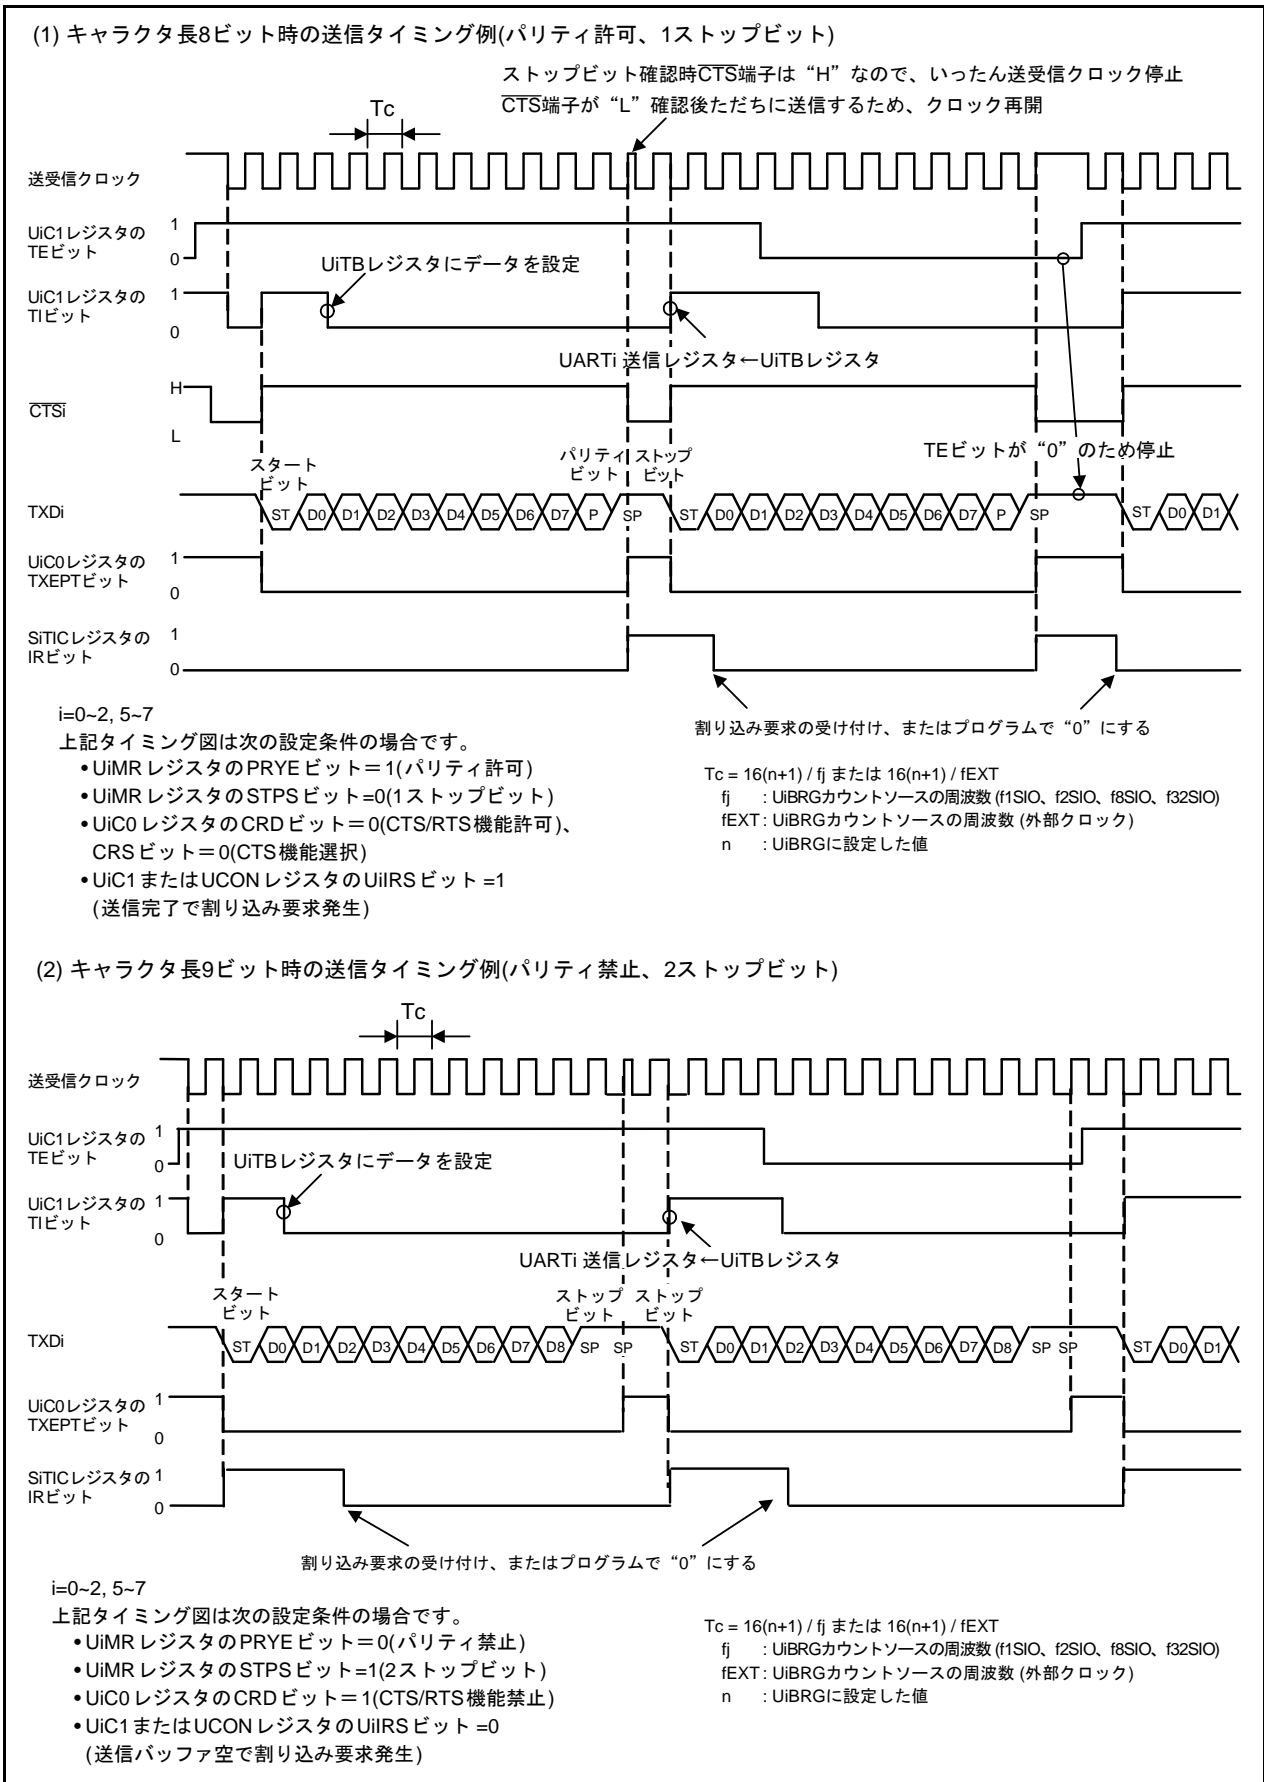 (1) キャラクタ長8ビット時の送信タイミング例(パリティ許可、1ストップビット)
ストップビット確認時CTS端子は“H”なので、いったん送受信クロック停止
CTS端子が“L”確認後ただちに送信するため、クロック再開
Tc
送受信クロック
UiC1レジスタの
TEビット
1
0
UiTBレジスタにデータを設定
UiC1レジスタの
TIビット
1
0
UARTi 送信レジスタ←UiTBレジスタ
CTSi
H
L
TEビットが“0”のため停止
スタート
ビット
パリティ
ビット
ストップ
ビット
TXDi
ST D0 D1 D2 D3 D4 D5 D6 D7 P SP ST D0 D1 D2 D3 D4 D5 D6 D7 P SP ST D0 D1
UiC0レジスタの
TXEPTビット
1
0
SiTICレジスタの
IRビット
1
0
割り込み要求の受け付け、またはプログラムで“0”にする
i=0~2, 5~7
上記タイミング図は次の設定条件の場合です。
•UiMRレジスタのPRYEビット＝1(パリティ許可)
•UiMRレジスタのSTPSビット=0(1ストップビット)
•UiC0レジスタのCRDビット＝0(CTS/RTS機能許可)、
CRSビット＝0(CTS機能選択)
•UiC1またはUCONレジスタのUiIRSビット =1
(送信完了で割り込み要求発生)
Tc = 16(n+1) / fj または 16(n+1) / fEXT
fj : UiBRGカウントソースの周波数 (f1SIO、f2SIO、f8SIO、f32SIO)
fEXT : UiBRGカウントソースの周波数 (外部クロック)
n : UiBRGに設定した値
(2) キャラクタ長9ビット時の送信タイミング例(パリティ禁止、2ストップビット)
Tc
送受信クロック
UiC1レジスタの
TEビット
1
0
UiTBレジスタにデータを設定
UiC1レジスタの
TIビット
1
0
UARTi 送信レジスタ←UiTBレジスタ
スタート
ビット
ストップ
ビット
ストップ
ビット
TXDi
ST D0 D1 D2 D3 D4 D5 D6 D7 D8 SP SP ST D0 D1 D2 D3 D4 D5 D6 D7 D8 SP SP ST D0 D1
UiC0レジスタの
TXEPTビット
1
0
SiTICレジスタの
IRビット
1
0
割り込み要求の受け付け、またはプログラムで“0”にする
i=0~2, 5~7
上記タイミング図は次の設定条件の場合です。
•UiMRレジスタのPRYEビット＝0(パリティ禁止)
•UiMRレジスタのSTPSビット=1(2ストップビット)
•UiC0レジスタのCRDビット＝1(CTS/RTS機能禁止)
•UiC1またはUCONレジスタのUiIRSビット =0
(送信バッファ空で割り込み要求発生)
Tc = 16(n+1) / fj または 16(n+1) / fEXT
fj : UiBRGカウントソースの周波数 (f1SIO、f2SIO、f8SIO、f32SIO)
fEXT : UiBRGカウントソースの周波数 (外部クロック)
n : UiBRGに設定した値